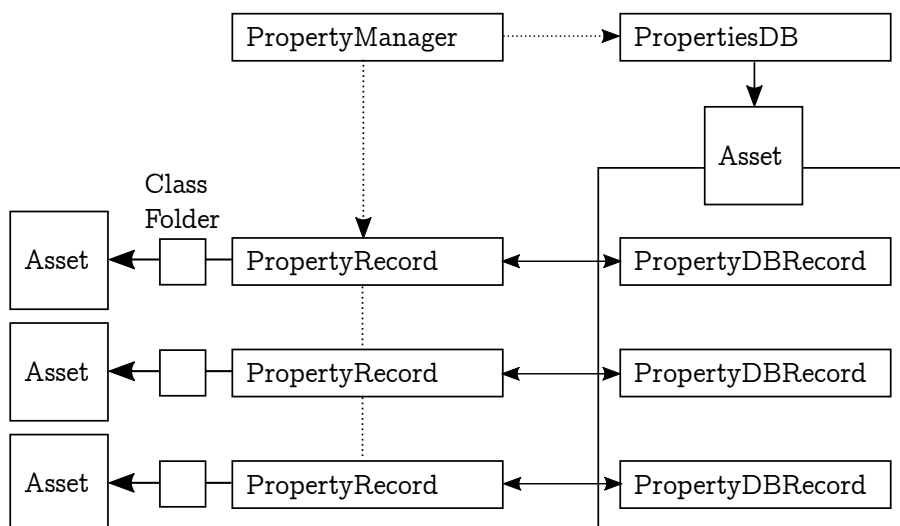 PropertyManager
PropertiesDB
Asset
Class
Folder
Asset
PropertyRecord
PropertyDBRecord
Asset
PropertyRecord
PropertyDBRecord
Asset
PropertyRecord
PropertyDBRecord